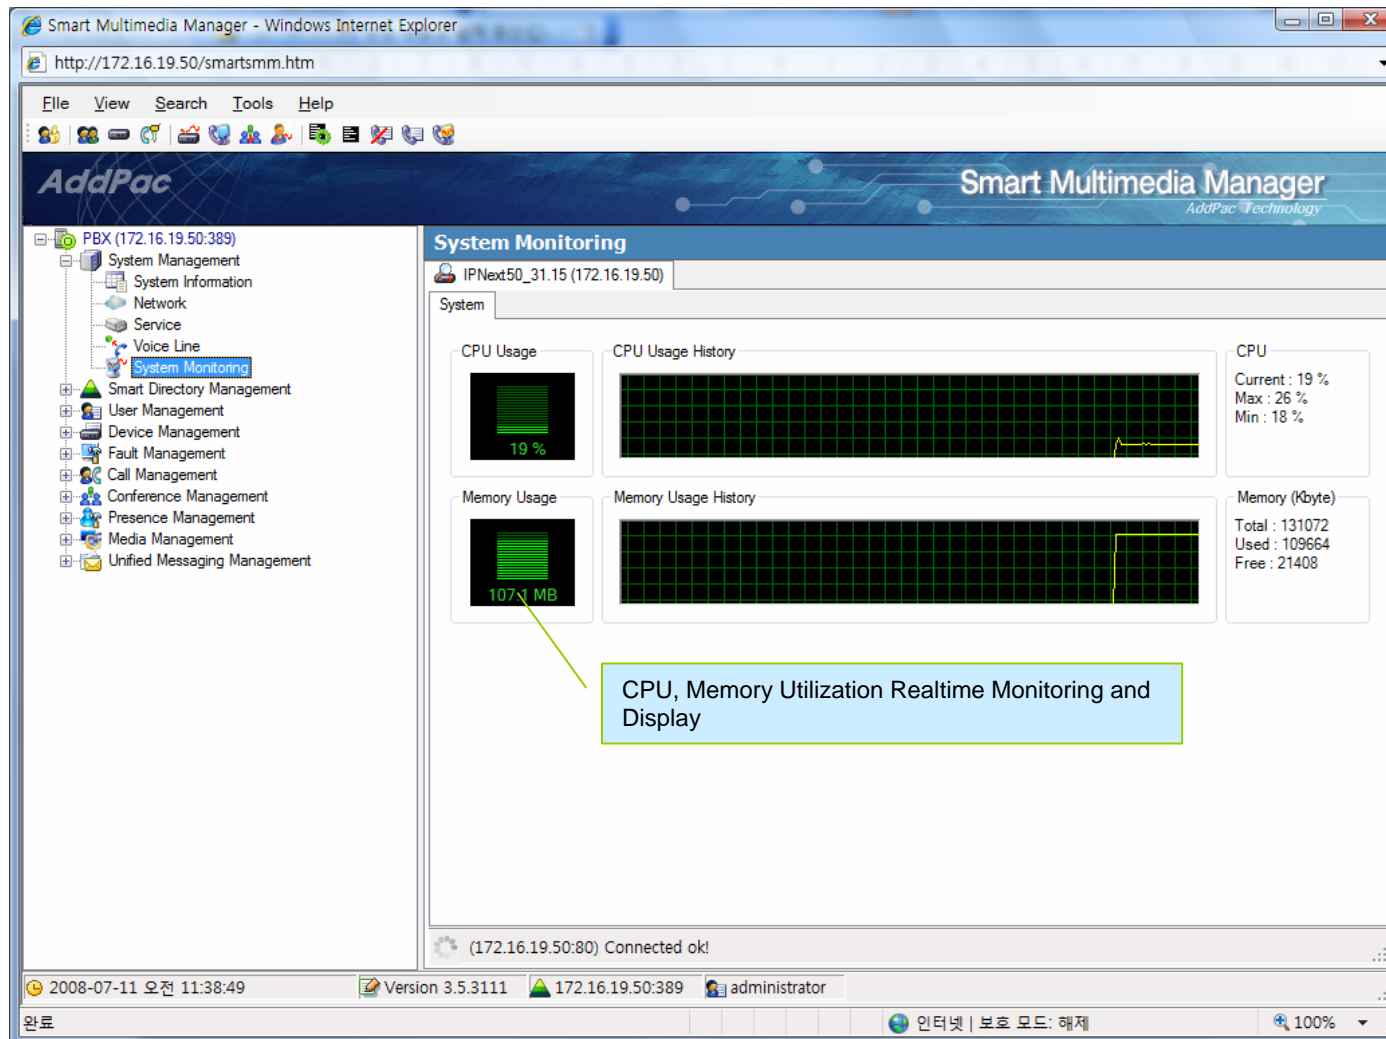 Smart Multimedia Manager - Windows Internet Explorer
http://172.16.19.50/smartsmm.htm
FIle View Search Tools Help
AddPac
Smart Multimedia Manager
AddPac Technology
PBX (172.16.19.50:389)
System Management
System Information
Network
Service
Voice Line
System Monitoring
Smart Directory Management
User Management
Device Management
Fault Management
Call Management
Conference Management
Presence Management
Media Management
Unified Messaging Management
System Monitoring
IPNext50_31.15 (172.16.19.50)
System
CPU Usage
19 %
CPU Usage History
CPU
Current : 19 %
Max : 26 %
Min : 18 %
Memory Usage
107.1 MB
Memory Usage History
Memory (Kbyte)
Total : 131072
Used : 109664
Free : 21408
CPU, Memory Utilization Realtime Monitoring and
Display
(172.16.19.50:80) Connected ok!
2008-07-11 오전 11:38:49 Version 3.5.3111 172.16.19.50:389 administrator
완료 인터넷 | 보호 모드: 해제 100%